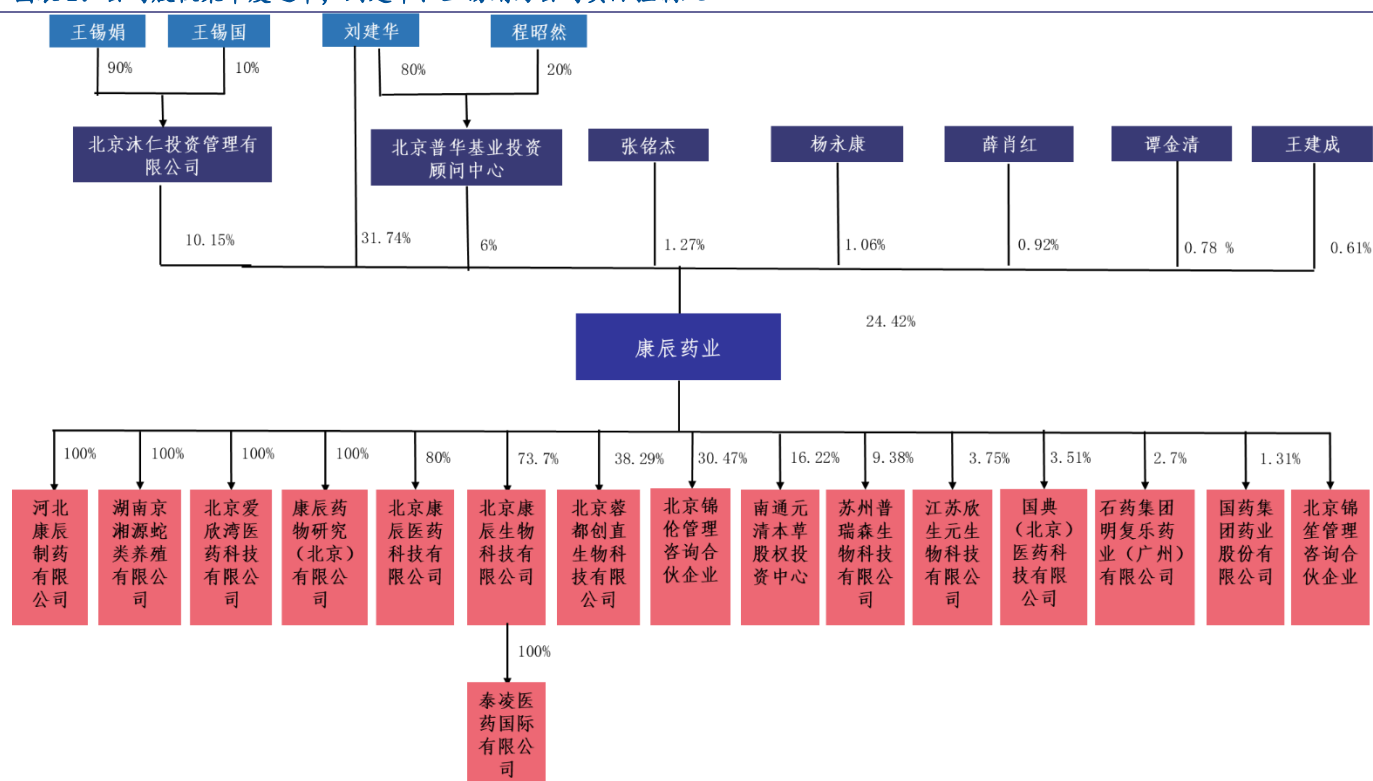 王锡娟
王锡国
刘建华
程昭然
90%
10%
80%
20%
北京沐仁投资管理有
限公司
北京普华基业投资
顾问中心
张铭杰
杨永康
薛肖红
谭金清
王建成
10.15%
31.74%
6%
1.27%
1.06%
0.92%
0.78 %
0.61%
24.42%
康辰药业
100%
100%
100%
100%
80%
73.7%
38.29%
30.47%
16.22%
9.38%
3.75%
3.51%
2.7%
1.31%
河北
康辰
制药
有限
公司
湖南京
湘源蛇
类养殖
有限公
司
北京爱
欣湾医
药科技
有限公
司
康辰药
物研究
（北京）
有限公
司
北京康
辰医药
科技有
限公司
北京康
辰生物
科技有
限公司
北京蓉
都创直
生物科
技有限
公司
北京锦
伦管理
咨询合
伙企业
南通元
清本草
股权投
资中心
苏州普
瑞森生
物科技
有限公
司
江苏欣
生元生
物科技
有限公
司
国典
（北京）
医药科
技有限
公司
石药集团
明复乐药
业（广州）
有限公司
国药集
团药业
股份有
限公司
北京锦
笙管理
咨询合
伙企业
100%
泰凌医
药国际
有限公
司